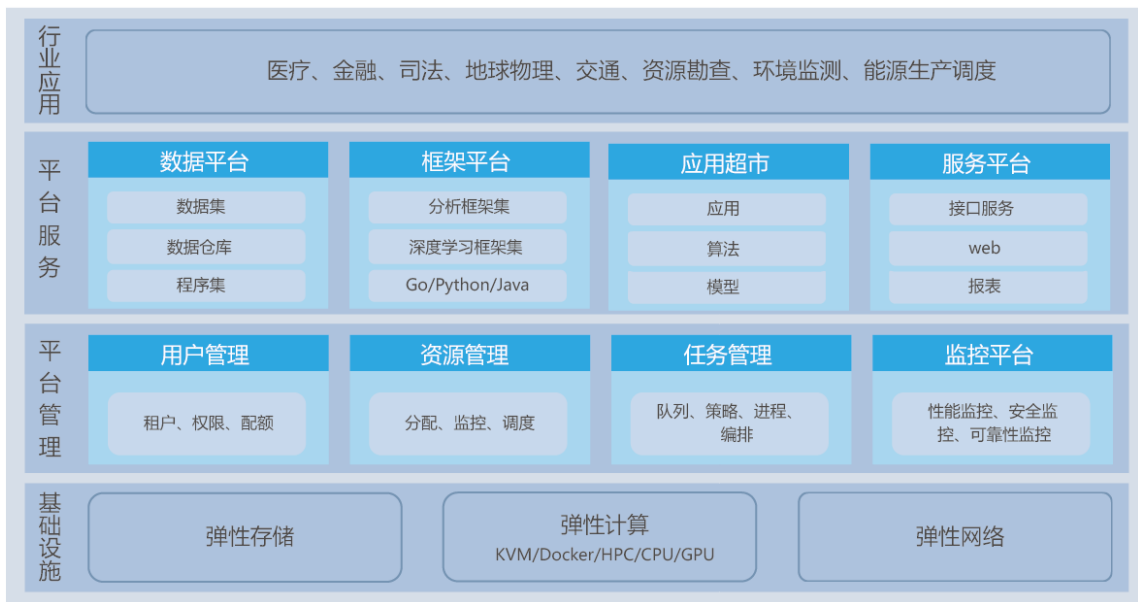 行业应用
医疗、金融、司法、地球物理、交通、资源勘查、环境监测、能源生产调度
平台服务
数据平台
数据集
数据仓库
程序集
框架平台
分析框架集
深度学习框架集
Go/Python/Java
应用超市
应用
算法
模型
服务平台
接口服务
web
报表
平台管理
用户管理
租户、权限、配额
资源管理
分配、监控、调度
任务管理
队列、策略、进程、
编排
监控平台
性能监控、安全监
控、可靠性监控
基础设施
弹性存储
弹性计算
KVM/Docker/HPC/CPU/GPU
弹性网络